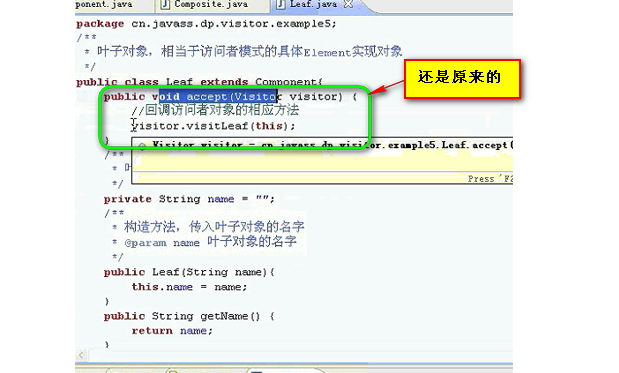 ponent.java
Composite.java
Leaf.java
package cn.javass.dp.visitor.example5;
/**
* 叶子对象，相当于访问者模式的具体Element实现对象
*/
public class Leaf extends Component{
还是原来的
public void accept(Visitor visitor) {
//回调访问者对象的相应方法
visitor.visitLeaf(this);
}
Visitor visitor - cn.javass.dp.visitor.example5.Leaf.accept(
/**
* 叶
*/
Press 'F2
private String name = "";
/**
* 构造方法，传入叶子对象的名字
* @param name 叶子对象的名字
*/
public Leaf(String name){
this.name = name;
}
public String getName() {
return name;
}
}